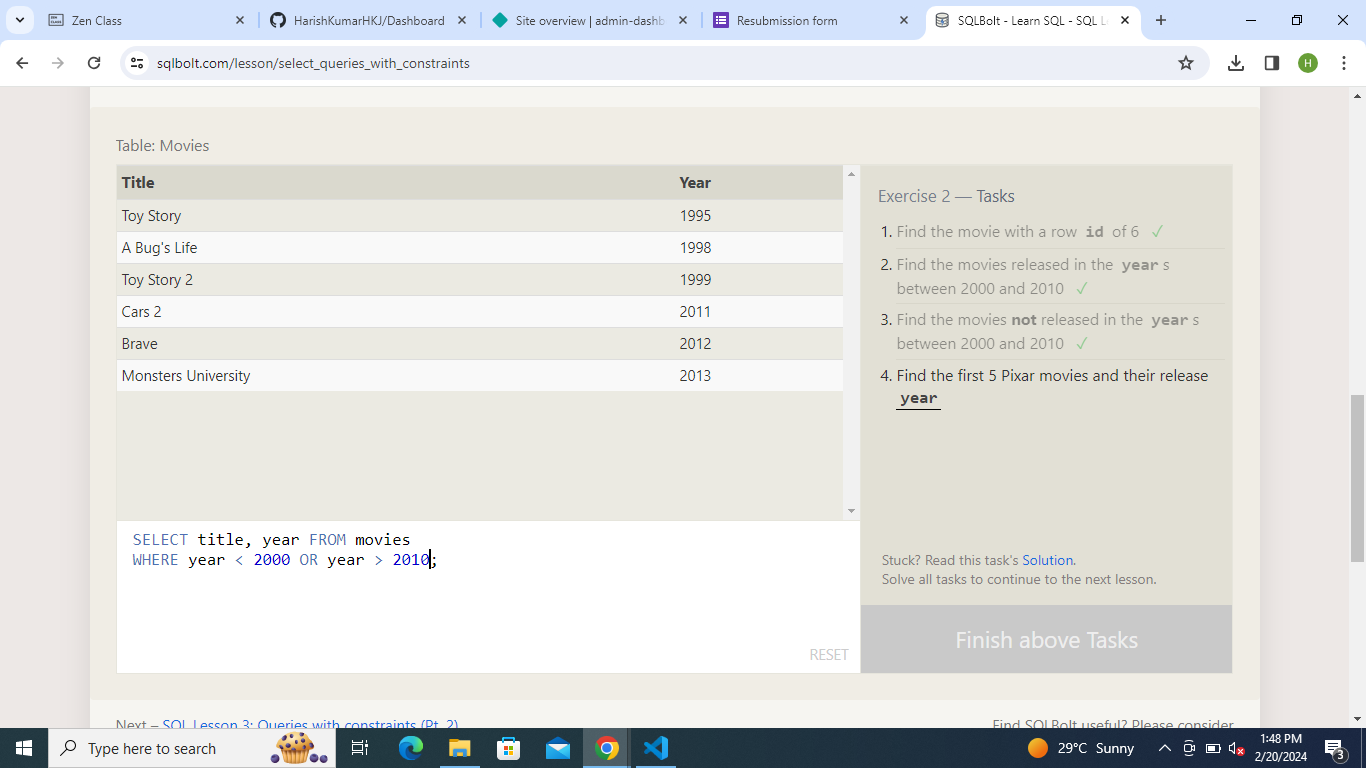 Zen Class
HarishKumarHKJ/Dashboard
Site overview | admin-dashb
Resubmission form
SQLBolt - Learn SQL - SQL Le
sqlbolt.com/lesson/select_queries_with_constraints
H
Table: Movies
Title Year
Toy Story 1995
A Bug's Life 1998
Toy Story 2 1999
Cars 2 2011
Brave 2012
Monsters University 2013
SELECT title, year FROM movies
WHERE year < 2000 OR year > 2010;
RESET
Exercise 2 — Tasks
1. Find the movie with a row id of 6 ✓
2. Find the movies released in the year s
between 2000 and 2010 ✓
3. Find the movies not released in the year s
between 2000 and 2010 ✓
4. Find the first 5 Pixar movies and their release
year
Stuck? Read this task's Solution.
Solve all tasks to continue to the next lesson.
Finish above Tasks
Next – SQL Lesson 3: Queries with constraints (Pt. 2)
Find SQLBolt useful? Please consider
Type here to search
29°C Sunny
1:48 PM
2/20/2024
3